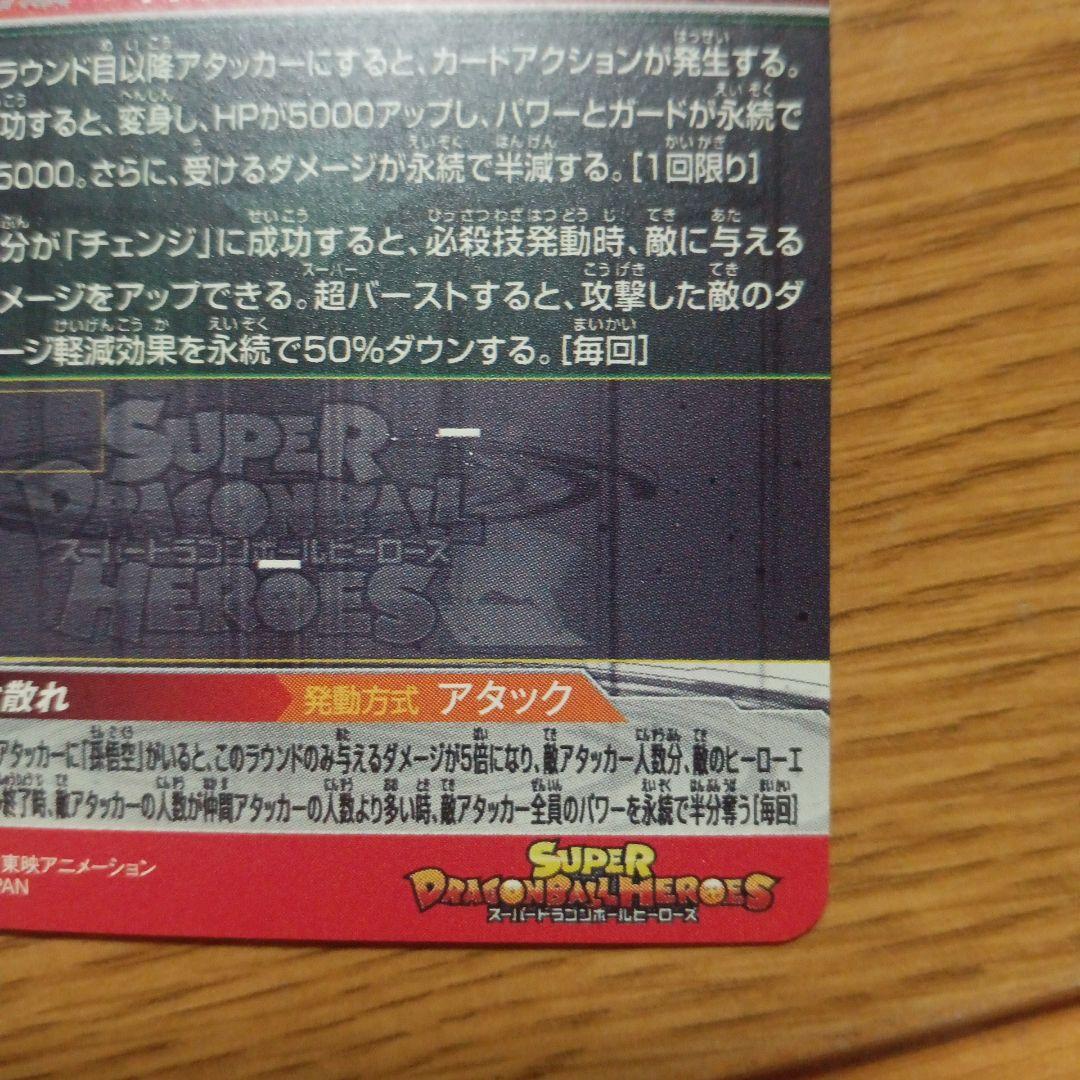 ラウンド目以降アタッカーにすると、カードアクションが発生する。
功すると、変身し、HPが5000アップし、パワーとガードが永続で
5000。さらに、受けるダメージが永続で半減する。[1回限り]
分が「チェンジ」に成功すると、必殺技発動時、敵に与える
メージをアップできる。超バーストすると、攻撃した敵のダ
ージ軽減効果を永続で50%ダウンする。[毎回]
SUPER
DRAGONBALL
スーパードラゴンボールヒーローズ
HEROES
散れ 発動方式 アタック
アタッカーに「孫悟空」がいると、このラウンドのみ与えるダメージが5倍になり、敵アタッカー人数分、敵のヒーローエ
終了時、敵アタッカーの人数が仲間アタッカーの人数より多い時、敵アタッカー全員のパワーを永続で半分奪う[毎回]
東映アニメーション
PAN
SUPER
DRAGONBALL HEROES
スーパードラゴンボールヒーローズ